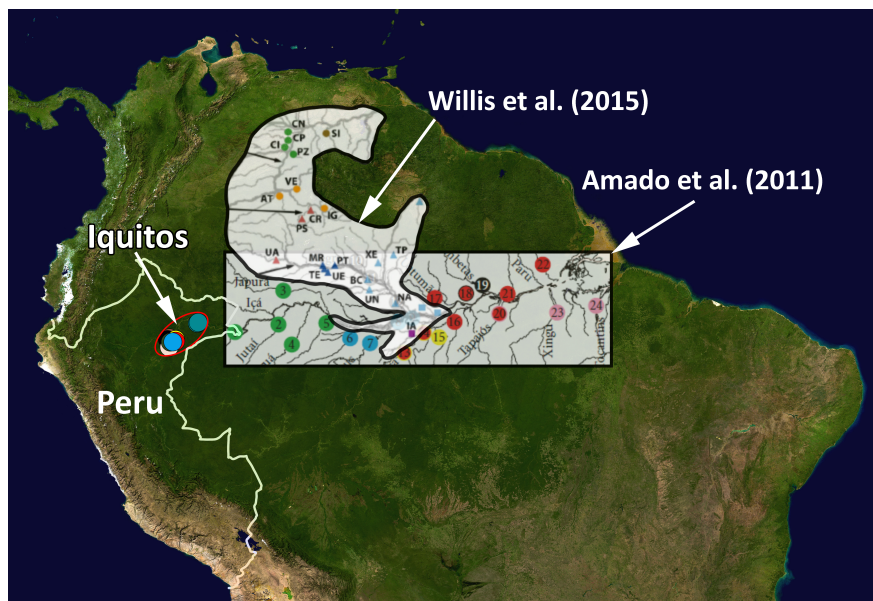 Willis et al. (2015)
CN
CP
SI
CI
PZ
Amado et al. (2011)
VE
AT
IG
CR
PS
Iquitos
UA
MR
PT
XE
TP
TE
UE
BC
22
Paru
Japurá
3
UN
NA
19
18
21
17
Içá
20
24
23
2
5
16
IA
15
4
6
7
Jutaí
Tapajós
Xingu
Peru